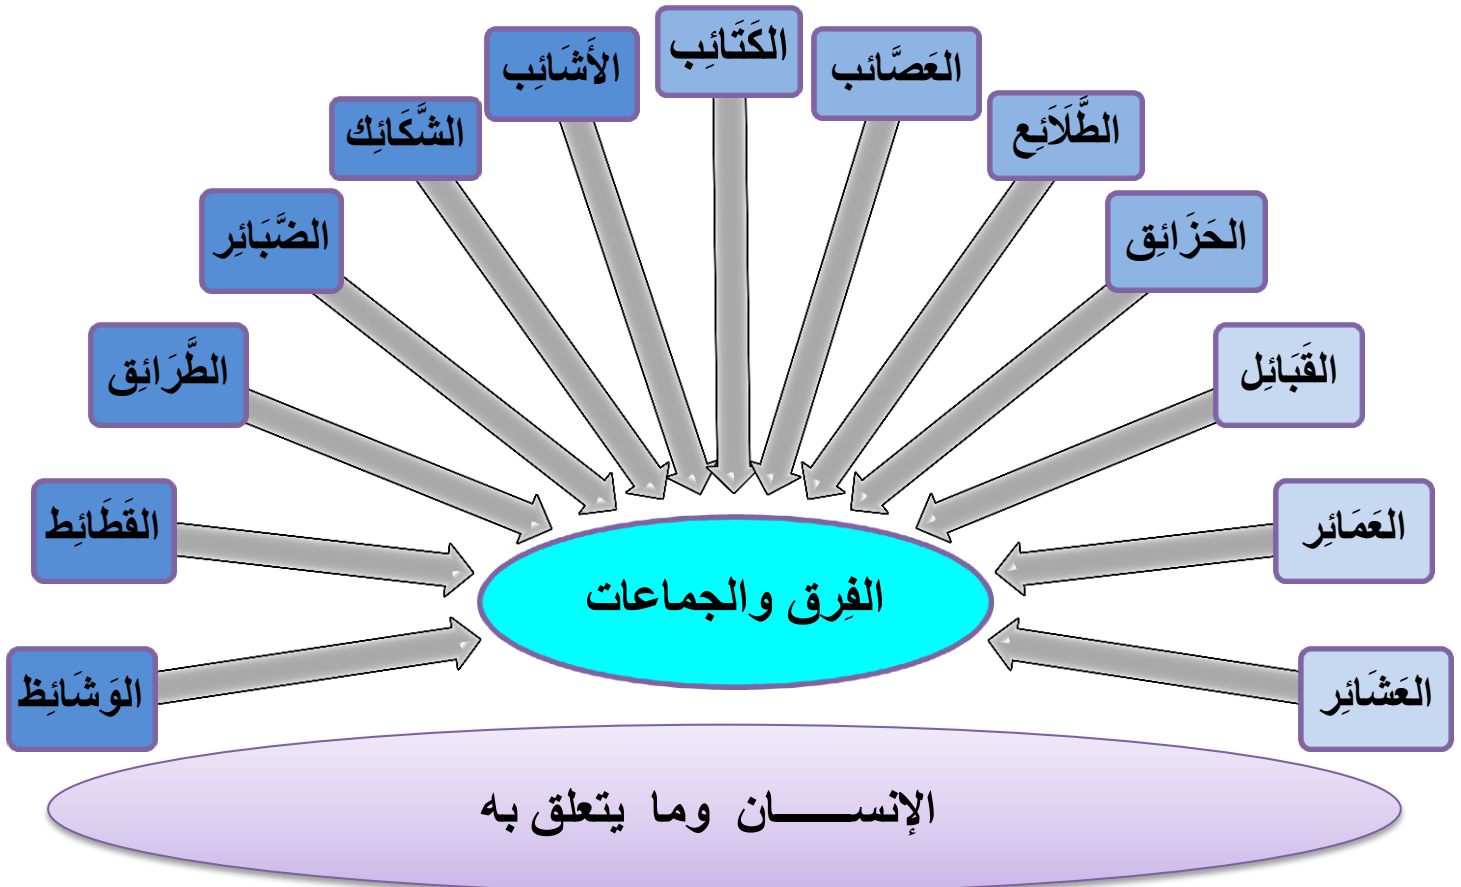 الكَتَائِب
العَصَّائب
الأَشَائِب
الطَّلَائِع
الشَّكَائِك
الحَزَائِق
الضَّبَائِر
القَبَائِل
الطَّرَائِق
العَمَائِر
القَطَائِط
الفِرق والجماعات
العَشَائِر
الوَشَائِظ
الإنســـــان وما يتعلق به